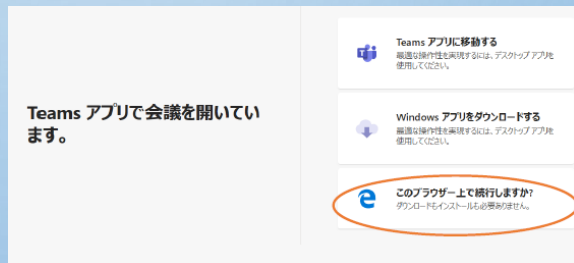 Teams アプリで会議を開いてい
ます。
Teams アプリに移動する
最適な操作性を実現するには、デスクトップ アプリを
使用してください。
Windows アプリをダウンロードする
最適な操作性を実現するには、デスクトップ アプリを
使用してください。
このブラウザー上で続行しますか?
ダウンロードもインストールも必要ありません。